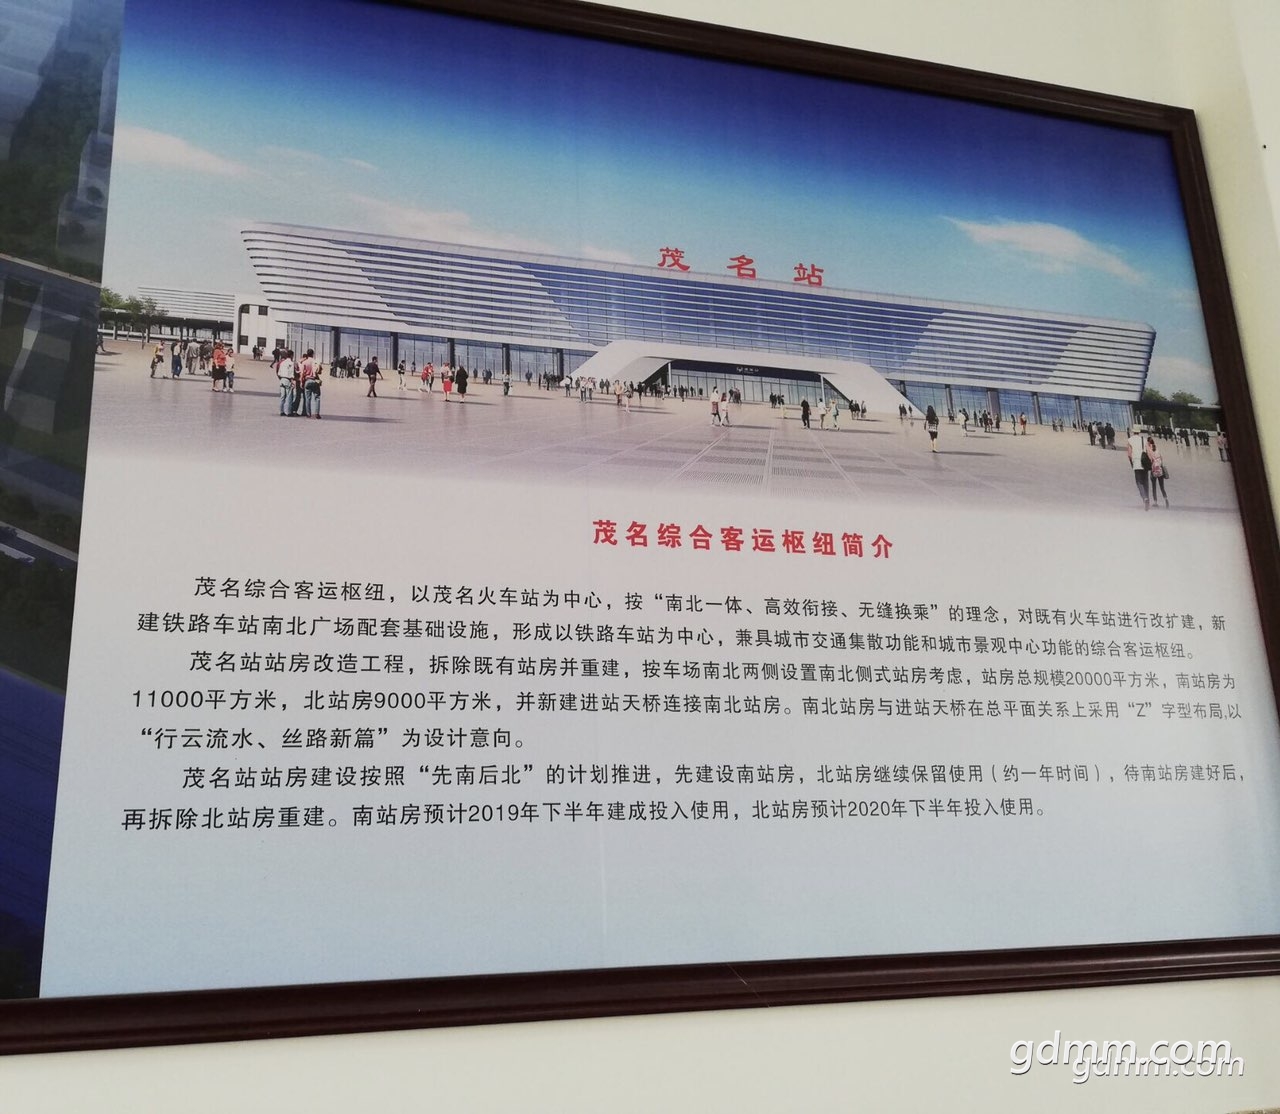 茂名站
茂名综合客运枢纽简介
茂名综合客运枢纽，以茂名火车站为中心，按“南北一体、高效衔接、无缝换乘”的理念，对既有火车站进行改扩建，新
建铁路车站南北广场配套基础设施，形成以铁路车站为中心，兼具城市交通集散功能和城市景观中心功能的综合客运枢纽。
茂名站站房改造工程，拆除既有站房并重建，按车场南北两侧设置南北侧式站房考虑，站房总规模20000平方米，南站房为
11000平方米，北站房9000平方米，并新建进站天桥连接南北站房。南北站房与进站天桥在总平面关系上采用“Z”字型布局,以
“行云流水、丝路新篇”为设计意向。
茂名站站房建设按照“先南后北”的计划推进，先建设南站房，北站房继续保留使用（约一年时间），待南站房建好后，
再拆除北站房重建。南站房预计2019年下半年建成投入使用，北站房预计2020年下半年投入使用。
gdmm.com
gdmm.com